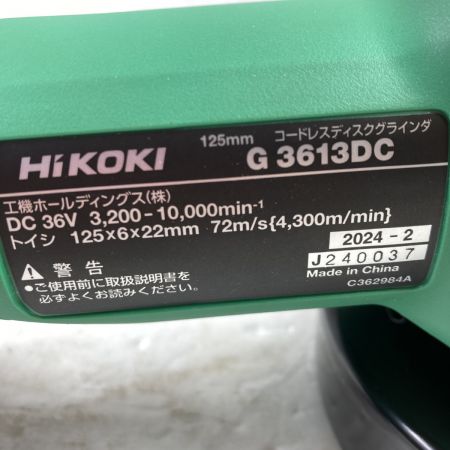 125mm コードレスディスクグラインダ
HiKOKI G 3613DC
工機ホールディングス(株)
DC 36V 3,200-10,000min-1
トイシ 125×6×22mm 72m/s{4,300m/min}
2024-2
警告
J240037
ご使用前に取扱説明書を
Made in China
必ずよくお読みください。
C362984A